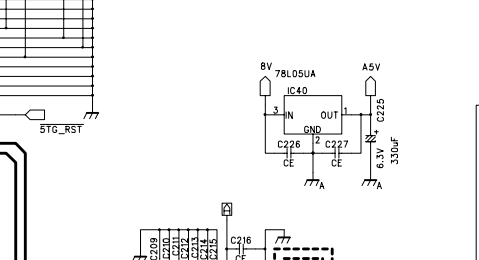 8V
78L05UA
A5V
IC40
3
IN
OUT
1
GND
2
C225
+
6.3V
330uF
C226
C227
CE
CE
A
A
5TG_RST
A
C209
C210
C211
C212
C213
C214
C215
C216
CE